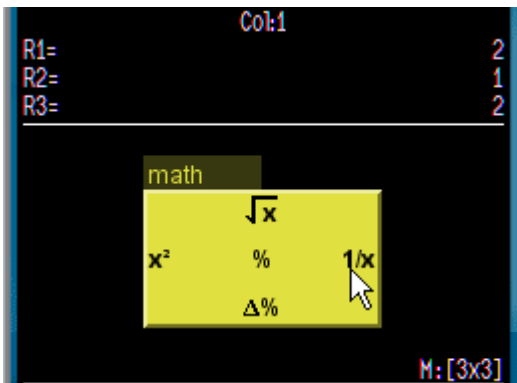 Col:1
R1= 2
R2= 1
R3= 2
math
√x
x² % 1/x
Δ%
M:[3x3]